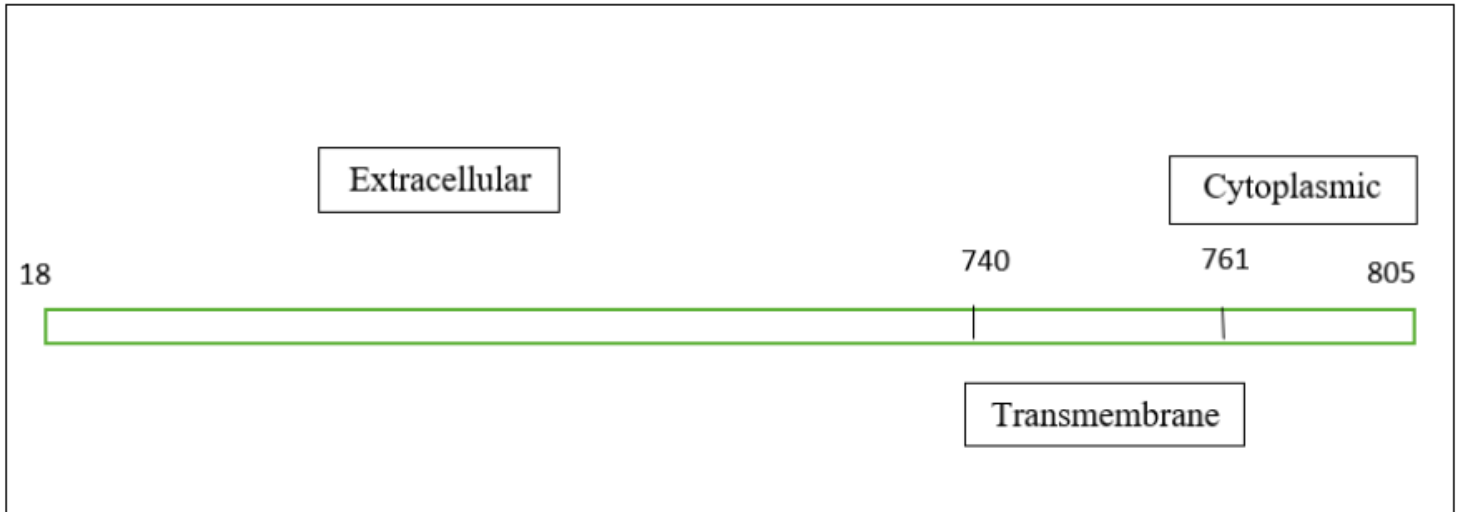 Extracellular
Cytoplasmic
18
740
761
805
Transmembrane